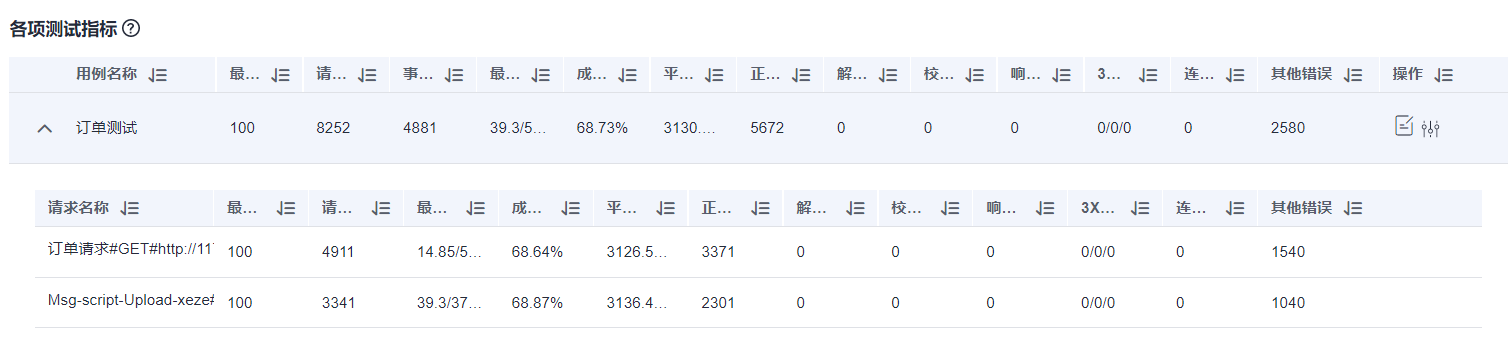 各项测试指标
用例名称 最... 请... 事... 最... 成... 平... 正... 解... 校... 响... 3... 连... 其他错误 操作
订单测试 100 8252 4881 39.3/5... 68.73% 3130.... 5672 0 0 0 0/0/0 0 2580
请求名称 最... 请... 最... 成... 平... 正... 解... 校... 响... 3X... 连... 其他错误
订单请求#GET#http://117 100 4911 14.85/5... 68.64% 3126.5... 3371 0 0 0 0/0/0 0 1540
Msg-script-Upload-xeze# 100 3341 39.3/37... 68.87% 3136.4... 2301 0 0 0 0/0/0 0 1040